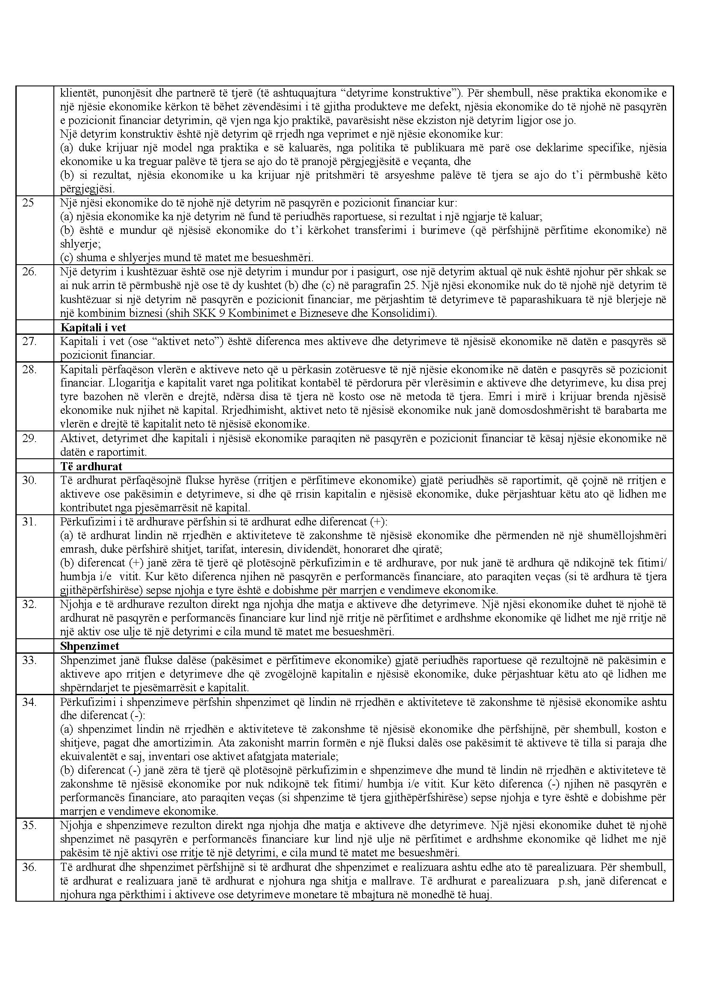 klientët, punonjësit dhe partnerë të tjerë (të ashtuquajtura “detyrime konstruktive”). Për shembull, nëse praktika ekonomike e
një njësie ekonomike kërkon të bëhet zëvendësimi i të gjitha produkteve me defekt, njësia ekonomike do të njohë në pasqyrën
e pozicionit financiar detyrimin, që vjen nga kjo praktikë, pavarësisht nëse ekziston një detyrim ligjor ose jo.
Një detyrim konstruktiv është një detyrim që rrjedh nga veprimet e një njësie ekonomike kur:
(a) duke krijuar një model nga praktika e së kaluarës, nga politika të publikuara më parë ose deklarime specifike, njësia
ekonomike u ka treguar palëve të tjera se ajo do të pranojë përgjegjësitë e veçanta, dhe
(b) si rezultat, njësia ekonomike u ka krijuar një pritshmëri të arsyeshme palëve të tjera se ajo do t’i përmbushë këto
përgjegjësi.
25 Një njësi ekonomike do të njohë një detyrim në pasqyrën e pozicionit financiar kur:
(a) njësia ekonomike ka një detyrim në fund të periudhës raportuese, si rezultat i një ngjarje të kaluar;
(b) është e mundur që njësisë ekonomike do t’i kërkohet transferimi i burimeve (që përfshijnë përfitime ekonomike) në
shlyerje;
(c) shuma e shlyerjes mund të matet me besueshmëri.
26. Një detyrim i kushtëzuar është ose një detyrim i mundur por i pasigurt, ose një detyrim aktual që nuk është njohur për shkak se
ai nuk arrin të përmbushë një ose të dy kushtet (b) dhe (c) në paragrafin 25. Një njësi ekonomike nuk do të njohë një detyrim të
kushtëzuar si një detyrim në pasqyrën e pozicionit financiar, me përjashtim të detyrimeve të paparashikuara të një blerjeje në
një kombinim biznesi (shih SKK 9 Kombinimet e Bizneseve dhe Konsolidimi).
Kapitali i vet
27. Kapitali i vet (ose “aktivet neto”) është diferenca mes aktiveve dhe detyrimeve të njësisë ekonomike në datën e pasqyrës së
pozicionit financiar.
28. Kapitali përfaqëson vlerën e aktiveve neto që u përkasin zotëruesve të një njësie ekonomike në datën e pasqyrës së pozicionit
financiar. Llogaritja e kapitalit varet nga politikat kontabël të përdorura për vlerësimin e aktiveve dhe detyrimeve, ku disa prej
tyre bazohen në vlerën e drejtë, ndërsa disa të tjera në kosto ose në metoda të tjera. Emri i mirë i krijuar brenda njësisë
ekonomike nuk njihet në kapital. Rrjedhimisht, aktivet neto të njësisë ekonomike nuk janë domosdoshmërisht të barabarta me
vlerën e drejtë të kapitalit neto të njësisë ekonomike.
29. Aktivet, detyrimet dhe kapitali i njësisë ekonomike paraqiten në pasqyrën e pozicionit financiar të kësaj njësie ekonomike në
datën e raportimit.
Të ardhurat
30. Të ardhurat përfaqësojnë flukse hyrëse (rritjen e përfitimeve ekonomike) gjatë periudhës së raportimit, që çojnë në rritjen e
aktiveve ose pakësimin e detyrimeve, si dhe që rrisin kapitalin e njësisë ekonomike, duke përjashtuar këtu ato që lidhen me
kontributet nga pjesëmarrësit në kapital.
31. Përkufizimi i të ardhurave përfshin si të ardhurat edhe diferencat (+):
(a) të ardhurat lindin në rrjedhën e aktiviteteve të zakonshme të njësisë ekonomike dhe përmenden në një shumëllojshmëri
emrash, duke përfshirë shitjet, tarifat, interesin, dividendët, honoraret dhe qiratë;
(b) diferencat (+) janë zëra të tjerë që plotësojnë përkufizimin e të ardhurave, por nuk janë të ardhura që ndikojnë tek fitimi/
humbja i/e vitit. Kur këto diferenca njihen në pasqyrën e performancës financiare, ato paraqiten veças (si të ardhura të tjera
gjithëpërfshirëse) sepse njohja e tyre është e dobishme për marrjen e vendimeve ekonomike.
32. Njohja e të ardhurave rezulton direkt nga njohja dhe matja e aktiveve dhe detyrimeve. Një njësi ekonomike duhet të njohë të
ardhurat në pasqyrën e performancës financiare kur lind një rritje në përfitimet e ardhshme ekonomike që lidhet me një rritje në
një aktiv ose ulje të një detyrimi e cila mund të matet me besueshmëri.
Shpenzimet
33. Shpenzimet janë flukse dalëse (pakësimet e përfitimeve ekonomike) gjatë periudhës raportuese që rezultojnë në pakësimin e
aktiveve apo rritjen e detyrimeve dhe që zvogëlojnë kapitalin e njësisë ekonomike, duke përjashtuar këtu ato që lidhen me
shpërndarjet te pjesëmarrësit e kapitalit.
34. Përkufizimi i shpenzimeve përfshin shpenzimet që lindin në rrjedhën e aktiviteteve të zakonshme të njësisë ekonomike ashtu
dhe diferencat (-):
(a) shpenzimet lindin në rrjedhën e aktiviteteve të zakonshme të njësisë ekonomike dhe përfshijnë, për shembull, koston e
shitjeve, pagat dhe amortizimin. Ata zakonisht marrin formën e një fluksi dalës ose pakësimit të aktiveve të tilla si paraja dhe
ekuivalentët e saj, inventari ose aktivet afatgjata materiale;
(b) diferencat (-) janë zëra të tjerë që plotësojnë përkufizimin e shpenzimeve dhe mund të lindin në rrjedhën e aktiviteteve të
zakonshme të njësisë ekonomike por nuk ndikojnë tek fitimi/ humbja i/e vitit. Kur këto diferenca (-) njihen në pasqyrën e
performancës financiare, ato paraqiten veças (si shpenzime të tjera gjithëpërfshirëse) sepse njohja e tyre është e dobishme për
marrjen e vendimeve ekonomike.
35. Njohja e shpenzimeve rezulton direkt nga njohja dhe matja e aktiveve dhe detyrimeve. Një njësi ekonomike duhet të njohë
shpenzimet në pasqyrën e performancës financiare kur lind një ulje në përfitimet e ardhshme ekonomike që lidhet me një
pakësim të një aktivi ose rritje të një detyrimi, e cila mund të matet me besueshmëri.
36. Të ardhurat dhe shpenzimet përfshijnë si të ardhurat dhe shpenzimet e realizuara ashtu edhe ato të parealizuara. Për shembull,
të ardhurat e realizuara janë të ardhurat e njohura nga shitja e mallrave. Të ardhurat e parealizuara p.sh, janë diferencat e
njohura nga përkthimi i aktiveve ose detyrimeve monetare të mbajtura në monedhë të huaj.